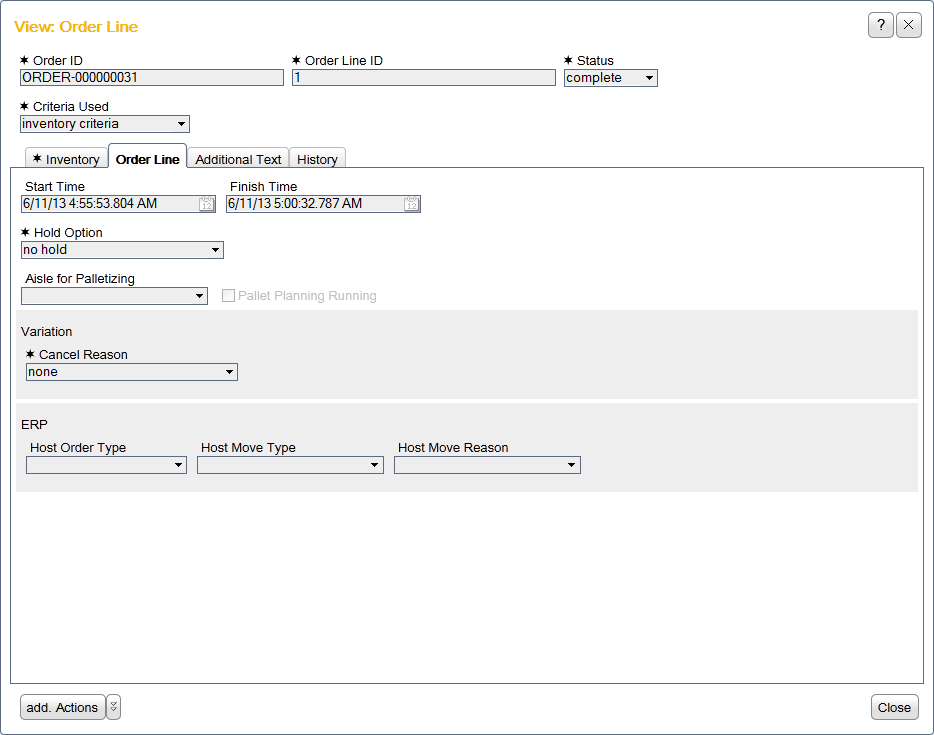 View: Order Line
?
✶ Order ID
✶ Order Line ID
✶ Status
ORDER-000000031
1
complete
✶ Criteria Used
inventory criteria
✶ Inventory
Order Line
Additional Text
History
Start Time
Finish Time
6/11/13 4:55:53.804 AM
12
6/11/13 5:00:32.787 AM
12
✶ Hold Option
no hold
Aisle for Palletizing
Pallet Planning Running
Variation
✶ Cancel Reason
none
ERP
Host Order Type
Host Move Type
Host Move Reason
add. Actions
Close